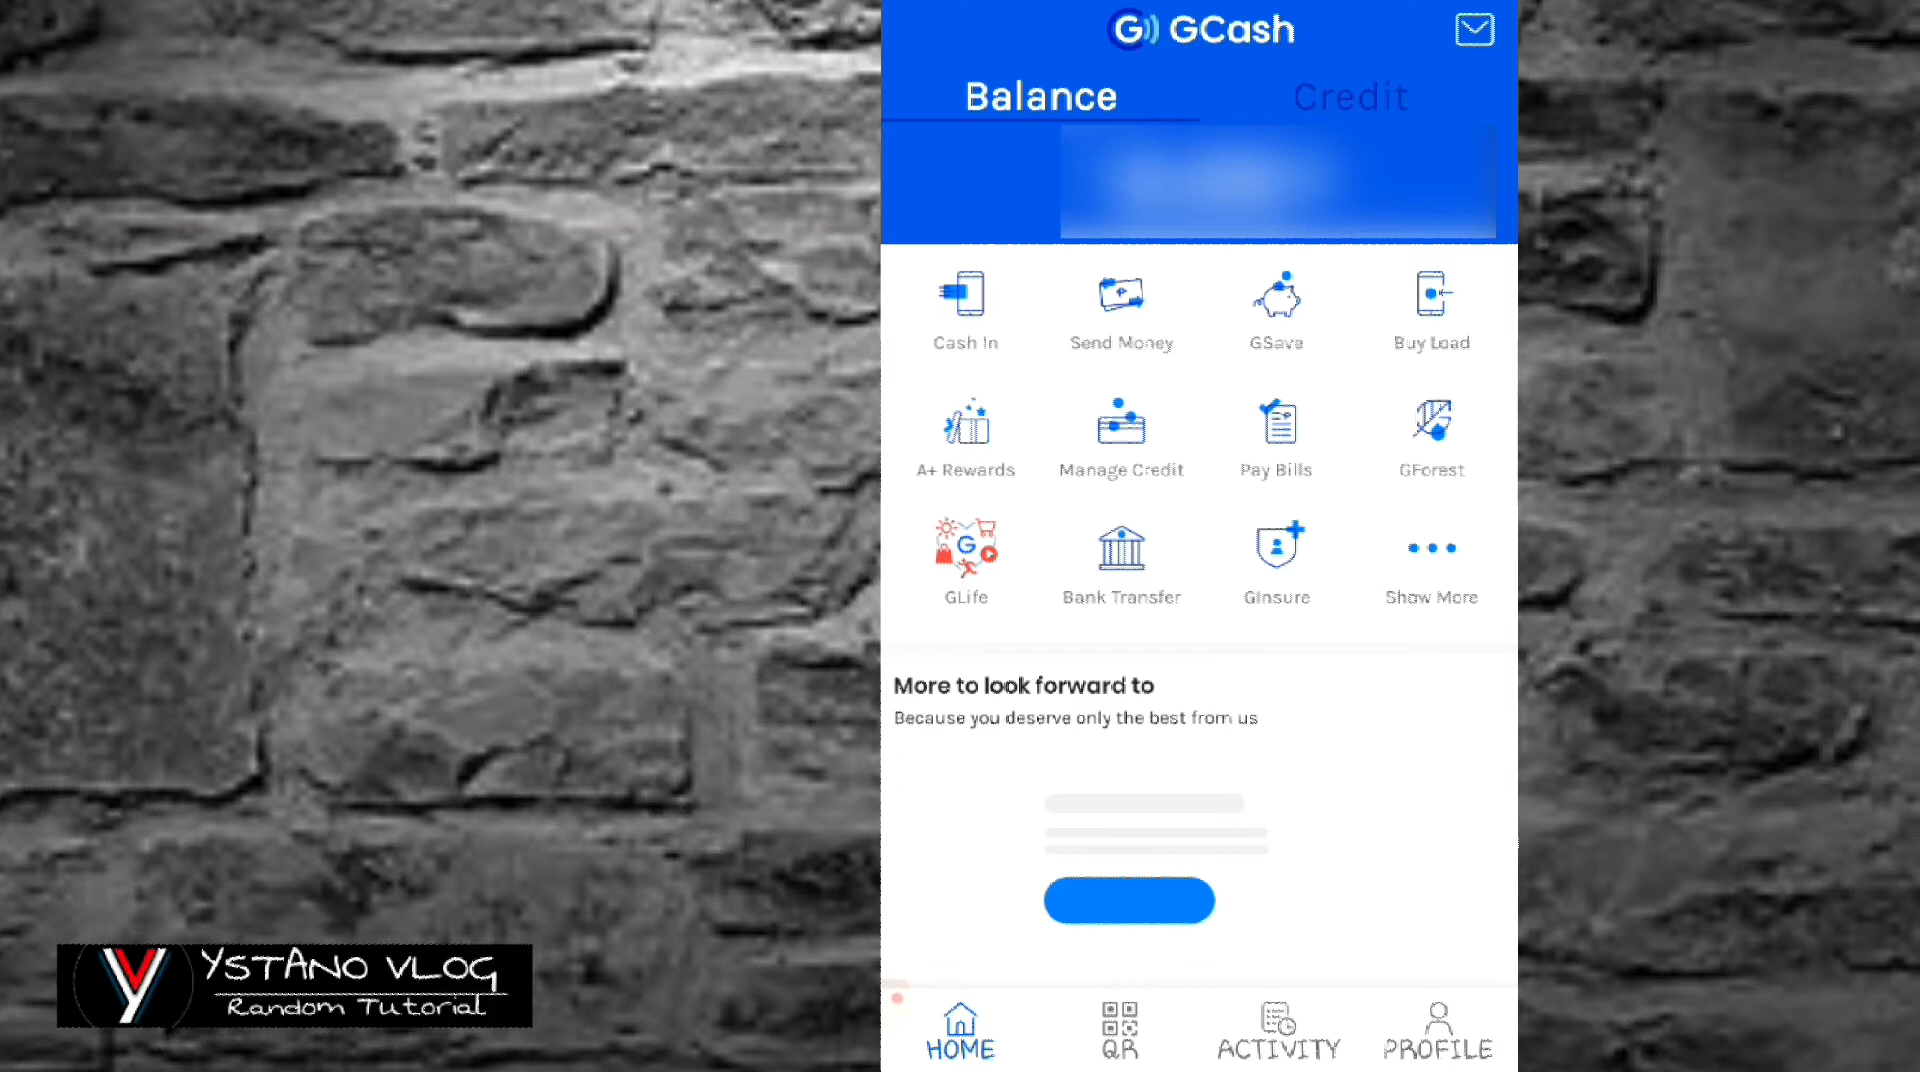 GCash
Balance Credit
Cash In Send Money GSave Buy Load
A+ Rewards Manage Credit Pay Bills GForest
G
GLife Bank Transfer GInsure Show More
More to look forward to
Because you deserve only the best from us
YSTANO VLOG
Random Tutorial
HOME QR ACTIVITY PROFILE